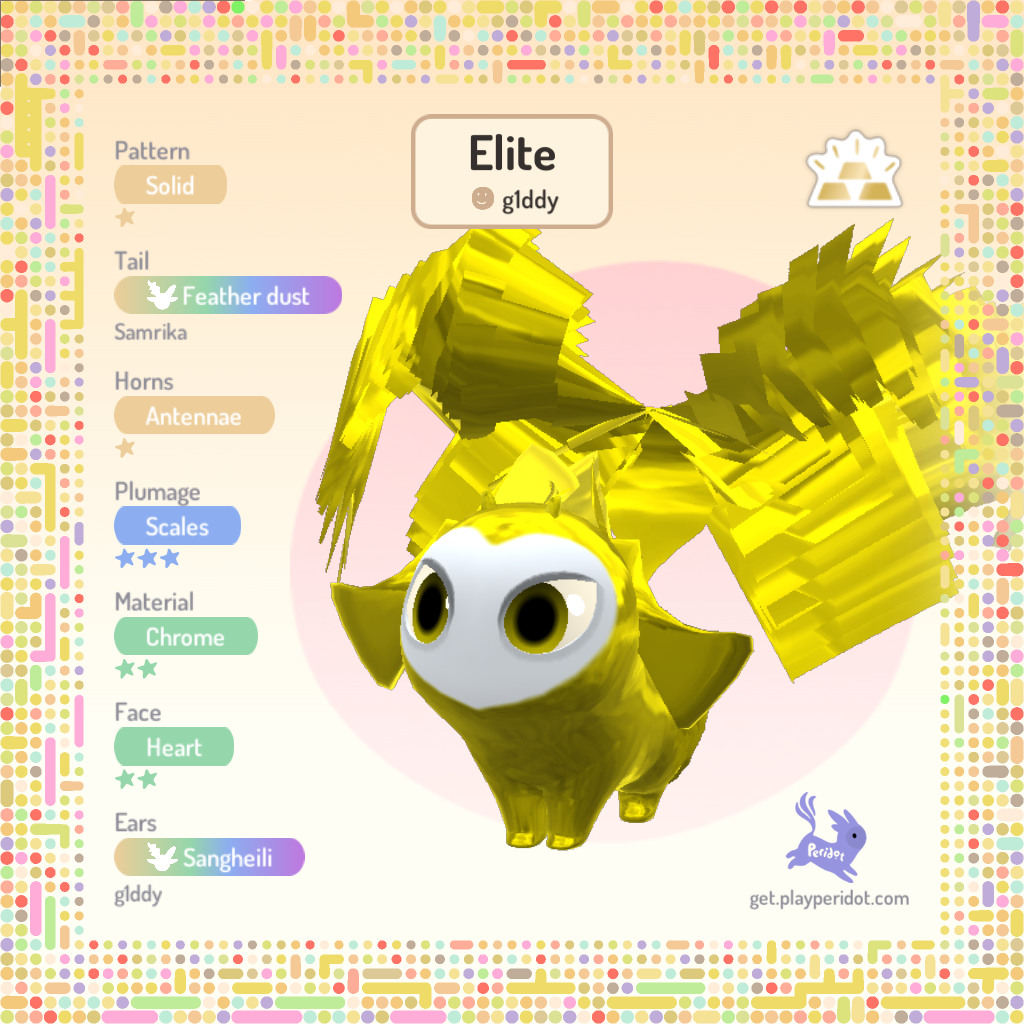 Elite
g1ddy
Pattern
Solid
Tail
Feather dust
Samrika
Horns
Antennae
Plumage
Scales
Material
Chrome
Face
Heart
Ears
Sangheili
g1ddy
Peridot
get.playperidot.com